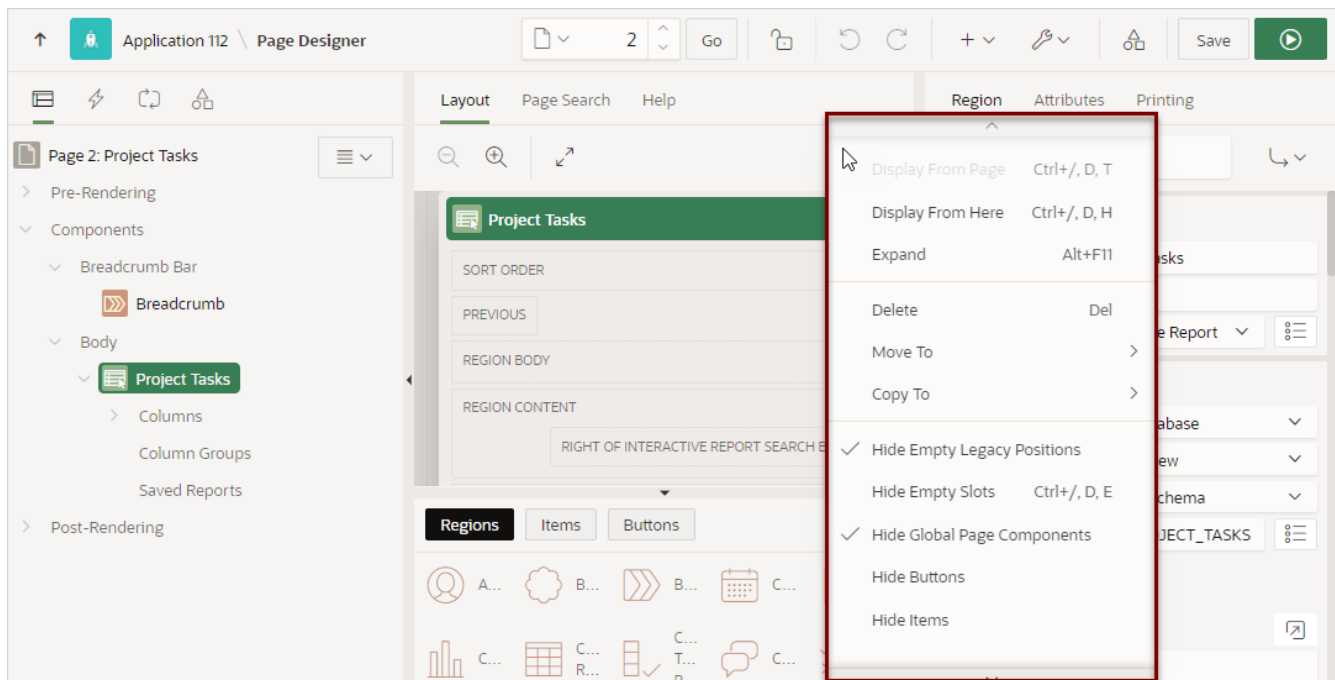 Application 112 \ Page Designer
2
Go
Save
Layout Page Search Help
Region Attributes Printing
Page 2: Project Tasks
Pre-Rendering
Components
Breadcrumb Bar
Breadcrumb
Body
Project Tasks
Columns
Column Groups
Saved Reports
Post-Rendering
Project Tasks
SORT ORDER
PREVIOUS
REGION BODY
REGION CONTENT
RIGHT OF INTERACTIVE REPORT SEARCH
Regions Items Buttons
A... B... B... C...
C... C... R... C... T... C...
Display From Page Ctrl+/, D, T
Display From Here Ctrl+/, D, H
Expand Alt+F11
Delete Del
Move To
Copy To
Hide Empty Legacy Positions
Hide Empty Slots Ctrl+/, D, E
Hide Global Page Components
Hide Buttons
Hide Items
Report
JECT_TASKS